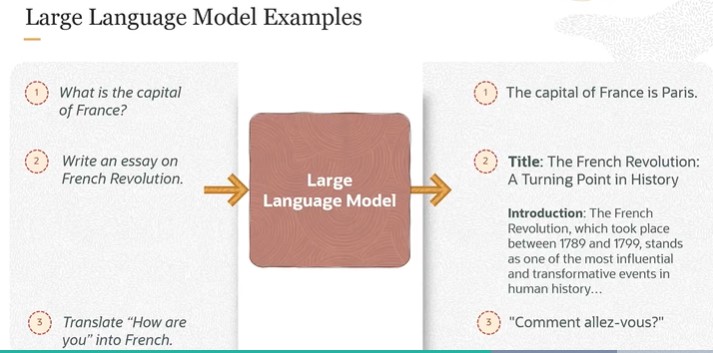 Large Language Model Examples
1 What is the capital
of France?
2 Write an essay on
French Revolution.
3 Translate “How are
you” into French.
Large
Language Model
1 The capital of France is Paris.
2 Title: The French Revolution:
A Turning Point in History
Introduction: The French
Revolution, which took place
between 1789 and 1799, stands
as one of the most influential
and transformative events in
human history...
3 "Comment allez-vous?"